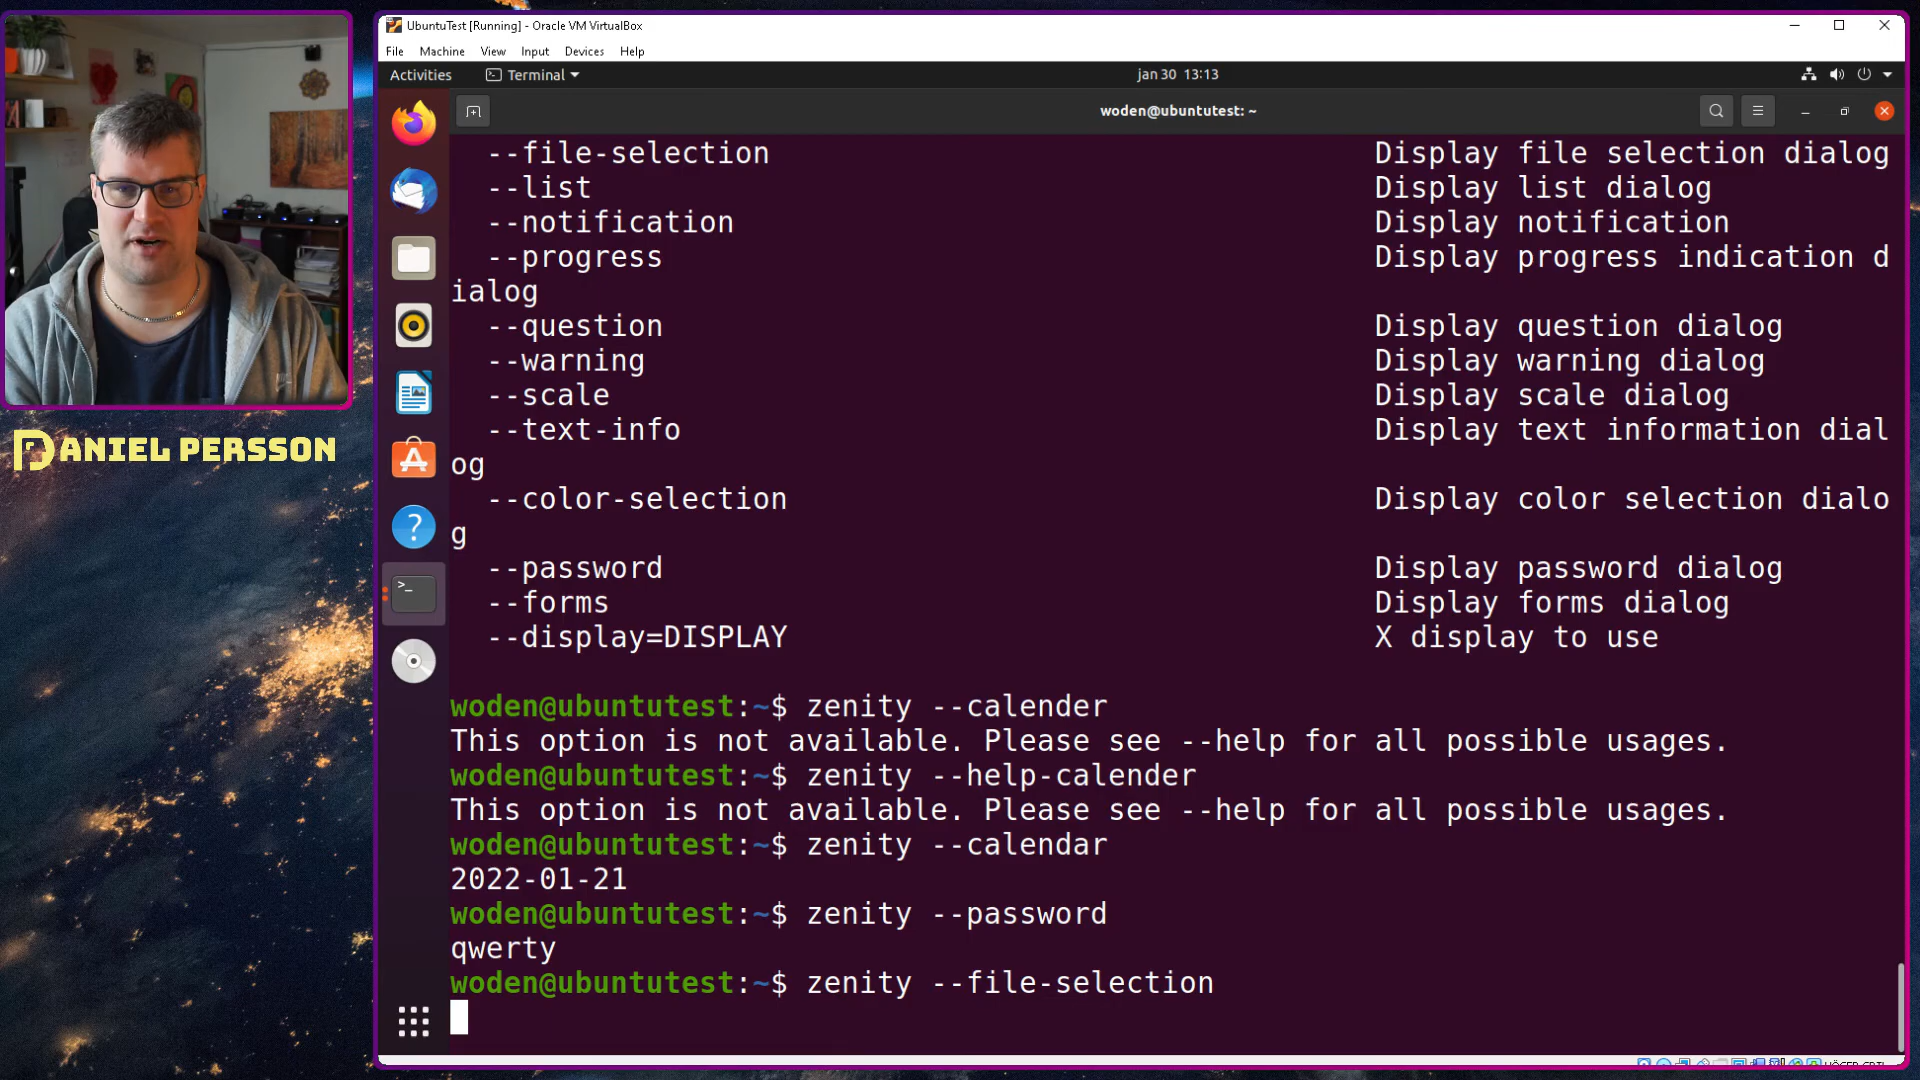 UbuntuTest [Running] - Oracle VM VirtualBox
File Machine View Input Devices Help
Activities Terminal jan 30 13:13
woden@ubuntutest: ~
--file-selection Display file selection dialog
--list Display list dialog
--notification Display notification
--progress Display progress indication d
ialog
--question Display question dialog
--warning Display warning dialog
--scale Display scale dialog
--text-info Display text information dial
og
--color-selection Display color selection dialo
g
--password Display password dialog
--forms Display forms dialog
--display=DISPLAY X display to use
woden@ubuntutest:~$ zenity --calender
This option is not available. Please see --help for all possible usages.
woden@ubuntutest:~$ zenity --help-calender
This option is not available. Please see --help for all possible usages.
woden@ubuntutest:~$ zenity --calendar
2022-01-21
woden@ubuntutest:~$ zenity --password
qwerty
woden@ubuntutest:~$ zenity --file-selection
DANIEL PERSSON